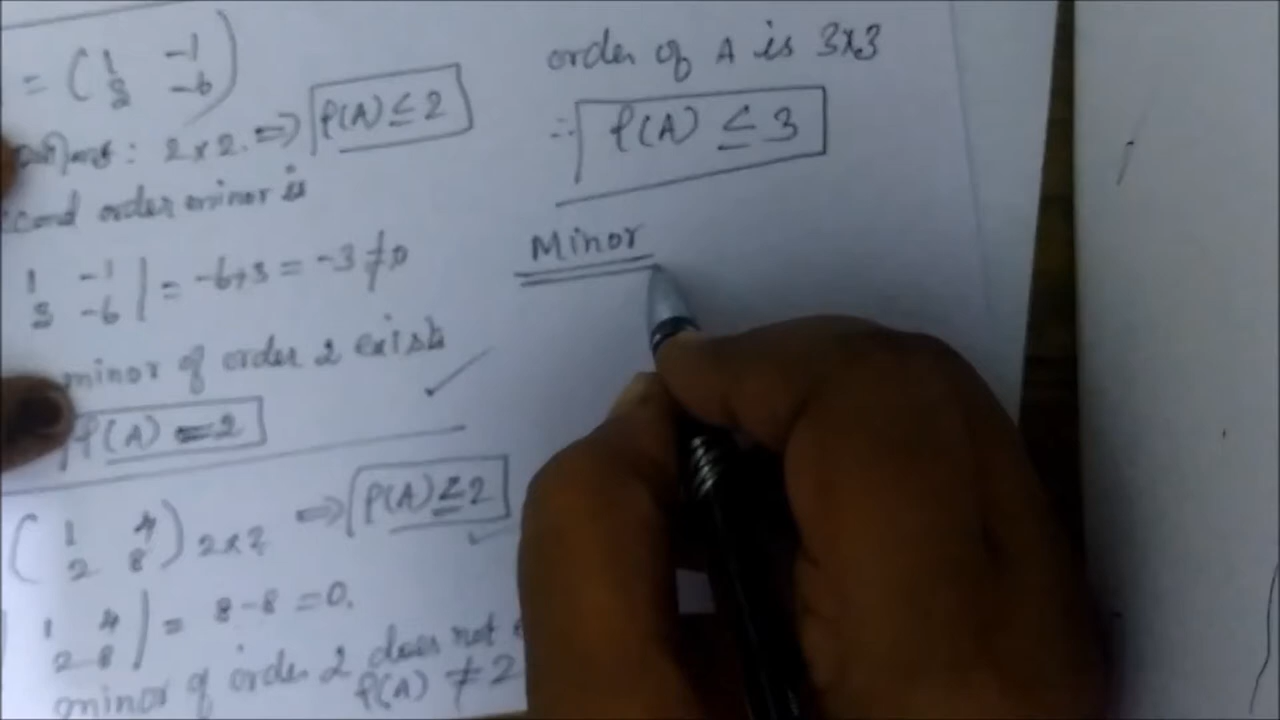 = ( 1 -1
3 -6 )
: 2 x 2. ⇒ ρ(A) ≤ 2
second order minor is
1 -1
3 -6 | = -6+3 = -3 ≠ 0
minor of order 2 exists
ρ(A) = 2
( 1 4
2 8 ) 2x2 ⇒ ρ(A) ≤ 2
| 1 4
2 8 | = 8-8 = 0.
minor of order 2 does not
ρ(A) ≠ 2
order of A is 3x3
∴ ρ(A) ≤ 3
Minor